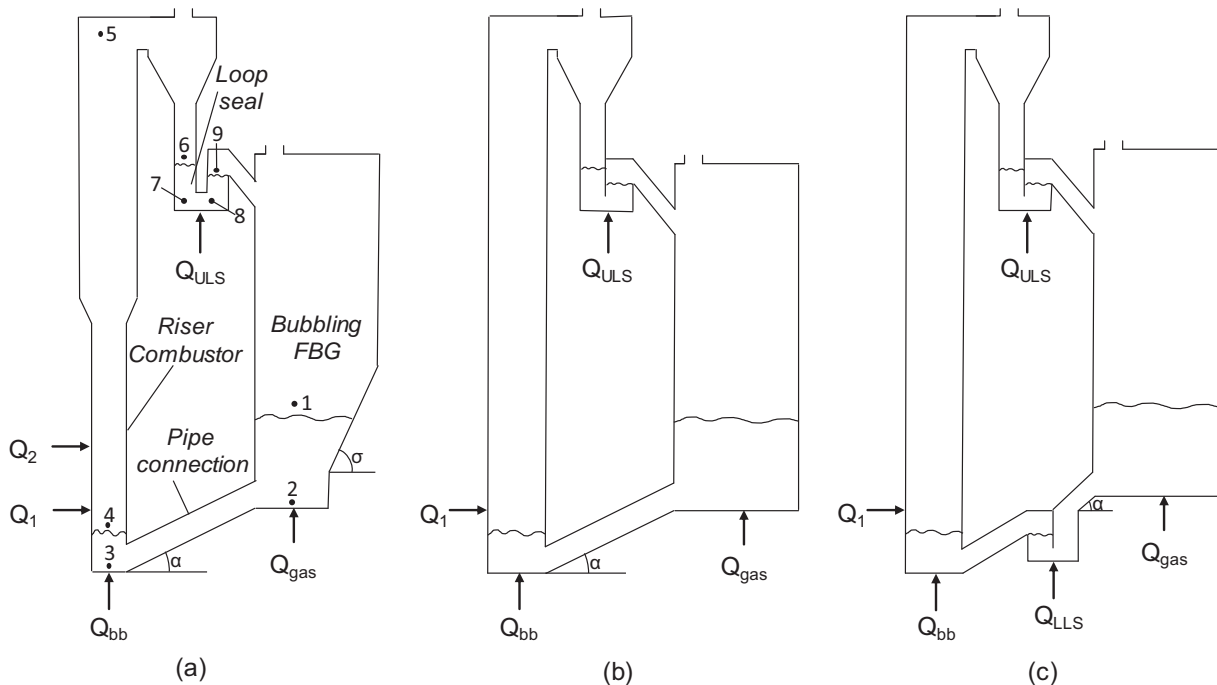 5
Loop
seal
6
9
7
8
Q_ULS
Riser
Combustor
Bubbling
FBG
1
Q_2
Pipe
connection
σ
Q_1
4
2
3
α
Q_gas
Q_bb
(a)
Q_ULS
Q_1
α
Q_gas
Q_bb
(b)
Q_ULS
Q_1
α
Q_gas
Q_bb
Q_LLS
(c)